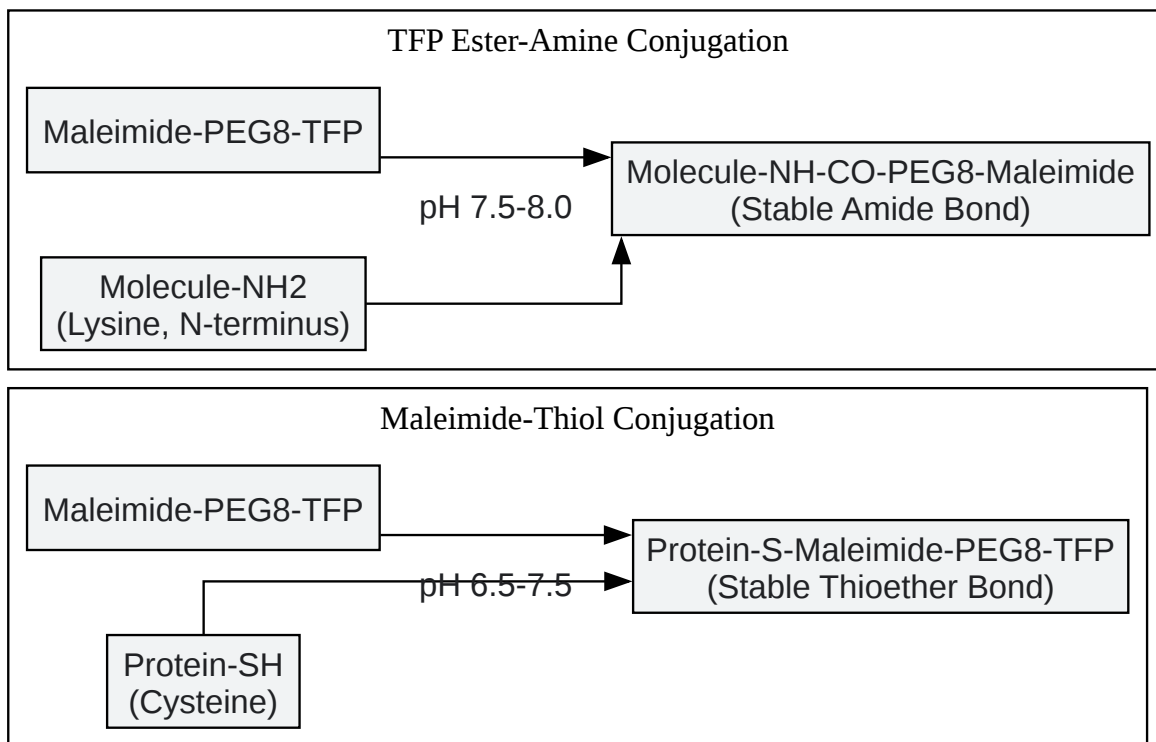 TFP Ester-Amine Conjugation
Maleimide-PEG8-TFP
Molecule-NH-CO-PEG8-Maleimide
(Stable Amide Bond)
pH 7.5-8.0
Molecule-NH2
(Lysine, N-terminus)
Maleimide-Thiol Conjugation
Maleimide-PEG8-TFP
Protein-S-Maleimide-PEG8-TFP
(Stable Thioether Bond)
pH 6.5-7.5
Protein-SH
(Cysteine)